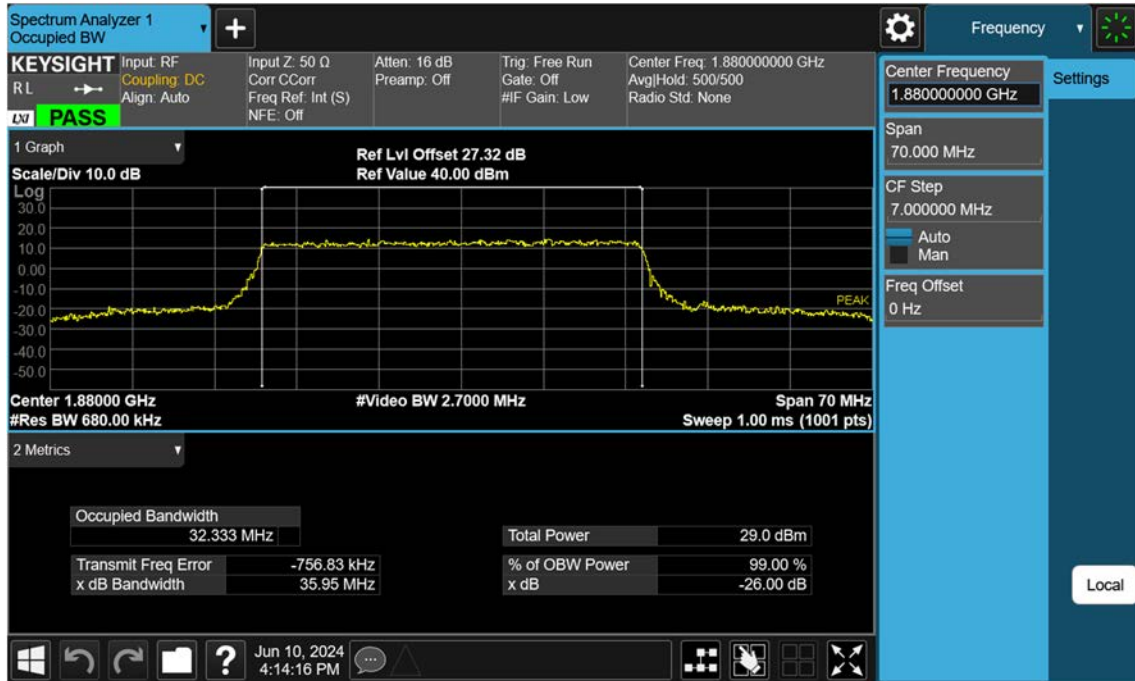 Spectrum Analyzer 1
Occupied BW
+
Frequency
KEYSIGHT
R L
LXI
PASS
Input: RF
Coupling: DC
Align: Auto
Input Z: 50 Ω
Corr CCorr
Freq Ref: Int (S)
NFE: Off
Atten: 16 dB
Preamp: Off
Trig: Free Run
Gate: Off
#IF Gain: Low
Center Freq: 1.880000000 GHz
Avg|Hold: 500/500
Radio Std: None
Center Frequency
1.880000000 GHz
Settings
Span
70.000 MHz
CF Step
7.000000 MHz
Auto
Man
Freq Offset
0 Hz
Local
1 Graph
Scale/Div 10.0 dB
Ref Lvl Offset 27.32 dB
Ref Value 40.00 dBm
Log
30.0
20.0
10.0
0.00
-10.0
-20.0
-30.0
-40.0
-50.0
PEAK
Center 1.88000 GHz
#Video BW 2.7000 MHz
Span 70 MHz
#Res BW 680.00 kHz
Sweep 1.00 ms (1001 pts)
2 Metrics
Occupied Bandwidth
32.333 MHz
Total Power 29.0 dBm
Transmit Freq Error -756.83 kHz
% of OBW Power 99.00 %
x dB Bandwidth 35.95 MHz
x dB -26.00 dB
?
Jun 10, 2024
4:14:16 PM